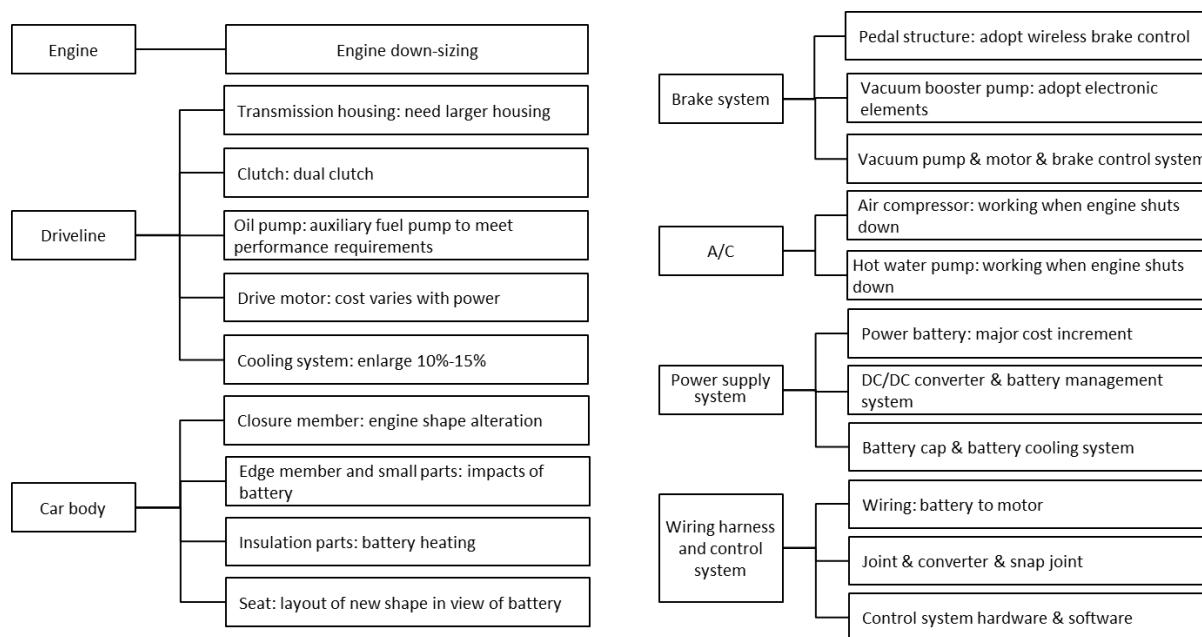 Engine
Engine down-sizing
Driveline
Transmission housing: need larger housing
Clutch: dual clutch
Oil pump: auxiliary fuel pump to meet
performance requirements
Drive motor: cost varies with power
Cooling system: enlarge 10%-15%
Car body
Closure member: engine shape alteration
Edge member and small parts: impacts of
battery
Insulation parts: battery heating
Seat: layout of new shape in view of battery
Brake system
Pedal structure: adopt wireless brake control
Vacuum booster pump: adopt electronic
elements
Vacuum pump & motor & brake control system
A/C
Air compressor: working when engine shuts
down
Hot water pump: working when engine shuts
down
Power supply
system
Power battery: major cost increment
DC/DC converter & battery management
system
Battery cap & battery cooling system
Wiring harness
and control
system
Wiring: battery to motor
Joint & converter & snap joint
Control system hardware & software